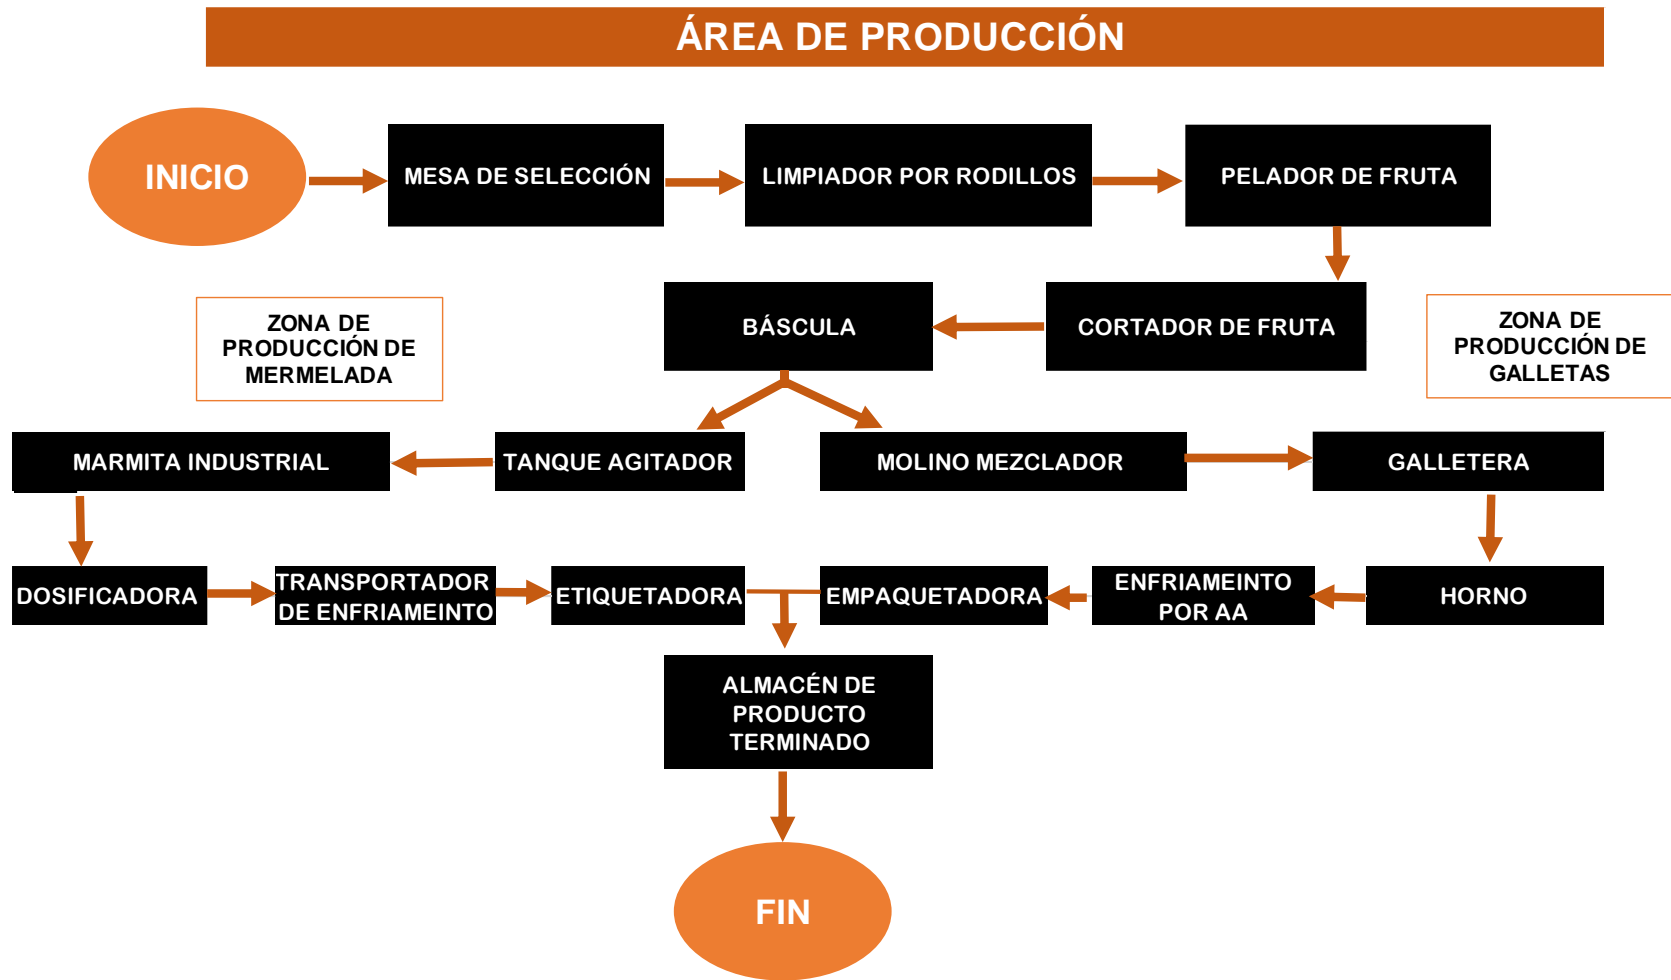 ÁREA DE PRODUCCIÓN
INICIO
MESA DE SELECCIÓN
LIMPIADOR POR RODILLOS
PELADOR DE FRUTA
ZONA DE
PRODUCCIÓN DE
MERMELADA
BÁSCULA
CORTADOR DE FRUTA
ZONA DE
PRODUCCIÓN DE
GALLETAS
MARMITA INDUSTRIAL
TANQUE AGITADOR
MOLINO MEZCLADOR
GALLETERA
DOSIFICADORA
TRANSPORTADOR
DE ENFRIAMEINTO
ETIQUETADORA
EMPAQUETADORA
ENFRIAMEINTO
POR AA
HORNO
ALMACÉN DE
PRODUCTO
TERMINADO
FIN